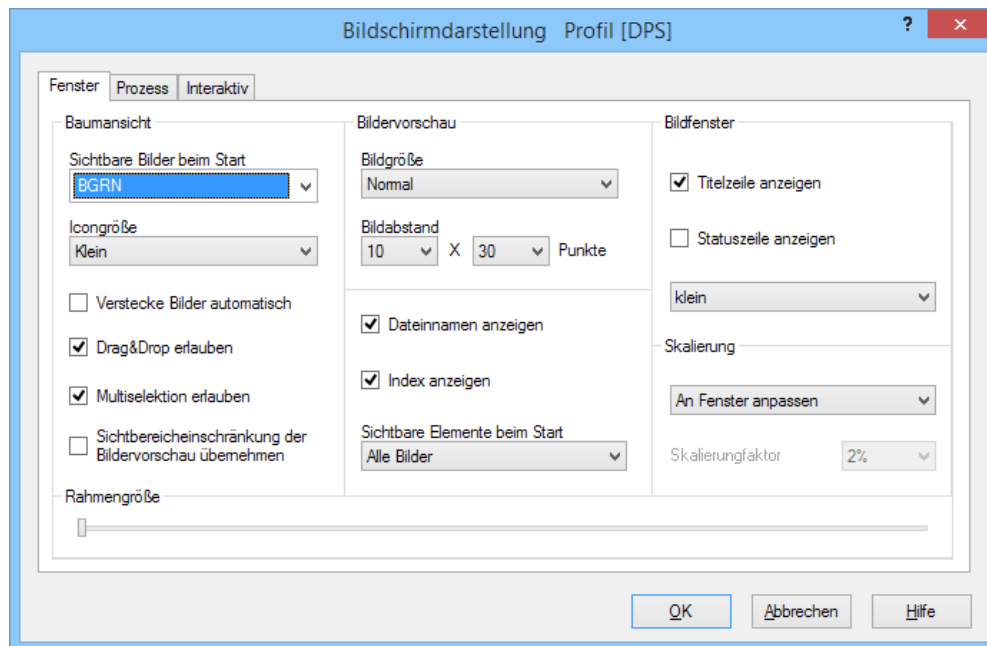 Bildschirmdarstellung Profil [DPS]
?
Fenster
Prozess
Interaktiv
Baumansicht
Sichtbare Bilder beim Start
BGRN
Icongröße
Klein
Verstecke Bilder automatisch
Drag&Drop erlauben
Multiselektion erlauben
Sichtbereicheinschränkung der
Bildervorschau übernehmen
Bildervorschau
Bildgröße
Normal
Bildabstand
10 X 30 Punkte
Dateinnamen anzeigen
Index anzeigen
Sichtbare Elemente beim Start
Alle Bilder
Bildfenster
Titelzeile anzeigen
Statuszeile anzeigen
klein
Skalierung
An Fenster anpassen
Skalierungfaktor 2%
Rahmengröße
OK
Abbrechen
Hilfe